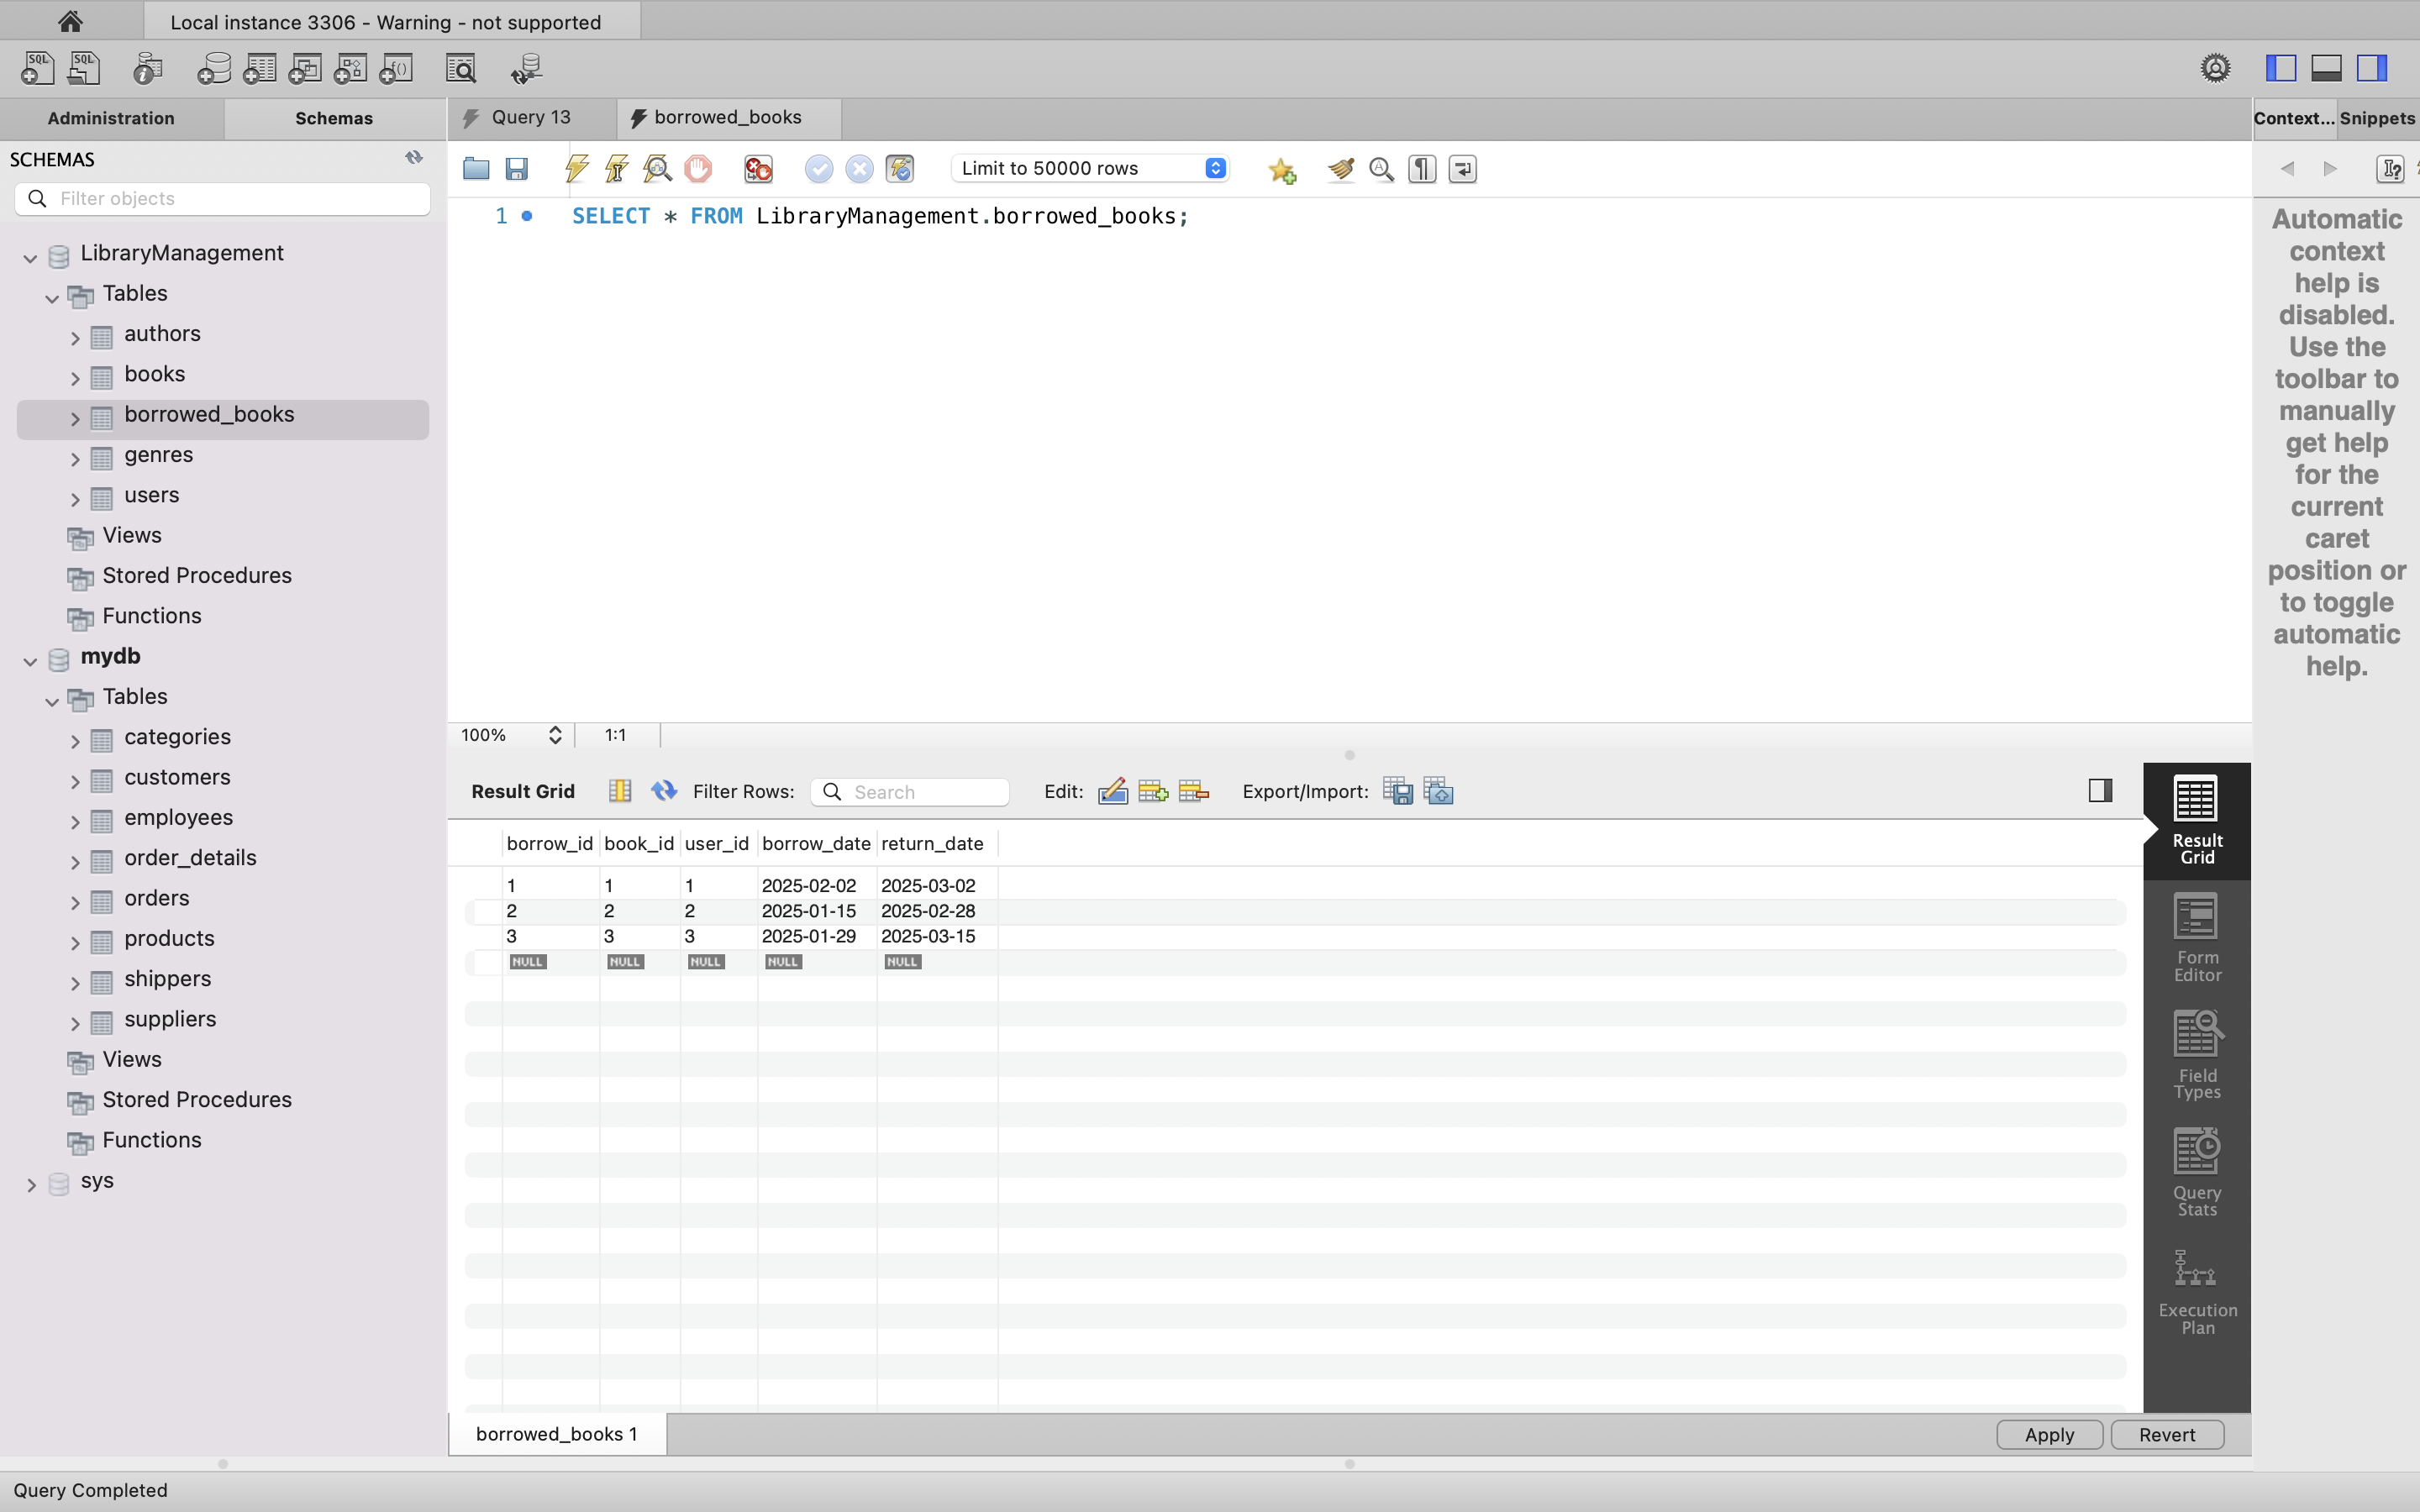 Local instance 3306 - Warning - not supported
SQL
SQL
Administration
Schemas
Query 13
borrowed_books
Context...
Snippets
SCHEMAS
Filter objects
Limit to 50000 rows
LibraryManagement
Tables
authors
books
borrowed_books
genres
users
Views
Stored Procedures
Functions
mydb
Tables
categories
customers
employees
order_details
orders
products
shippers
suppliers
Views
Stored Procedures
Functions
sys
1
SELECT * FROM LibraryManagement.borrowed_books;
Automatic
context
help is
disabled.
Use the
toolbar to
manually
get help
for the
current
caret
position or
to toggle
automatic
help.
100%
1:1
Result Grid
Filter Rows:
Search
Edit:
Export/Import:
borrow_id book_id user_id borrow_date return_date
1 1 1 2025-02-02 2025-03-02
2 2 2 2025-01-15 2025-02-28
3 3 3 2025-01-29 2025-03-15
NULL NULL NULL NULL NULL
Result
Grid
Form
Editor
Field
Types
Query
Stats
Execution
Plan
borrowed_books 1
Apply
Revert
Query Completed